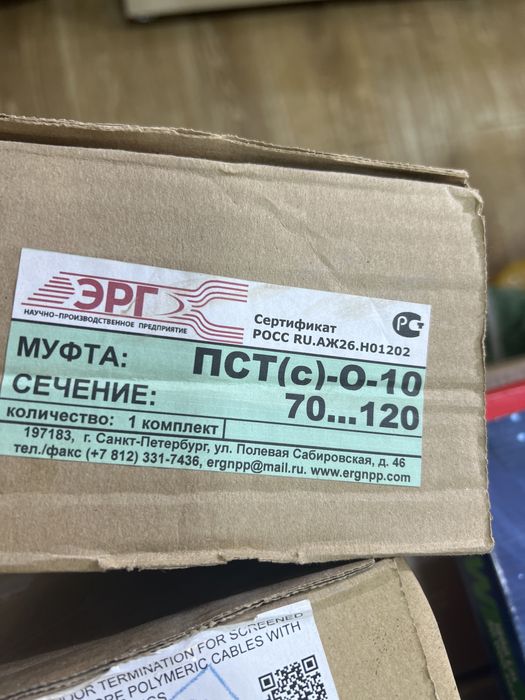 ЭРГ
НАУЧНО-ПРОИЗВОДСТВЕННОЕ ПРЕДПРИЯТИЕ
Сертификат
РОСС RU.АЖ26.Н01202
МУФТА: ПСТ(с)-О-10
СЕЧЕНИЕ: 70...120
количество: 1 комплект
197183, г. Санкт-Петербург, ул. Полевая Сабировская, д. 46
тел./факс (+7 812) 331-7436, ergnpp@mail.ru. www.ergnpp.com
TERMINATION FOR SCREENED
POLYMERIC CABLES WITH